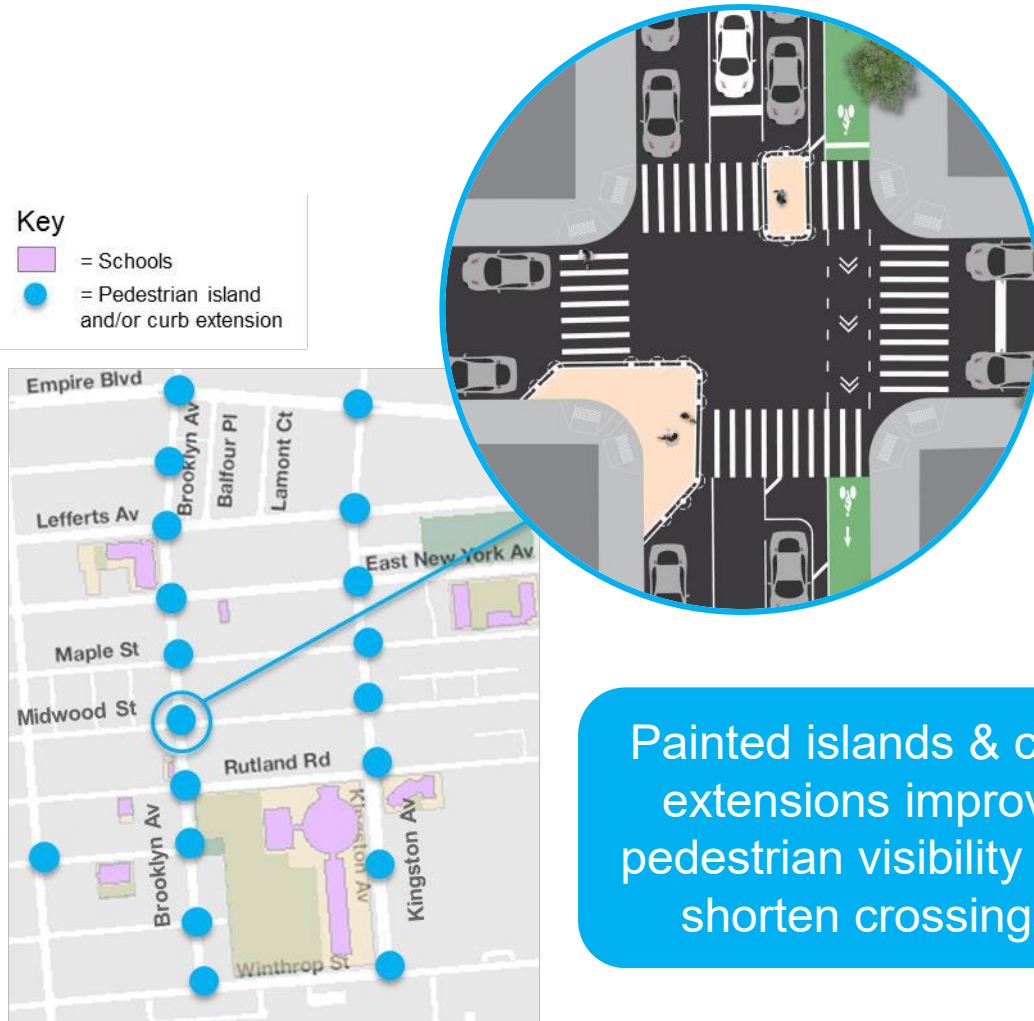 Key
= Schools
= Pedestrian island
and/or curb extension
Empire Blvd
Brooklyn Av
Balfour Pl
Lamont Ct
Lefferts Av
East New York Av
Maple St
Midwood St
Rutland Rd
Kingston Av
Brooklyn Av
Kingston Av
Winthrop St
Painted islands &
extensions
pedestrian visibility
shorten crossing